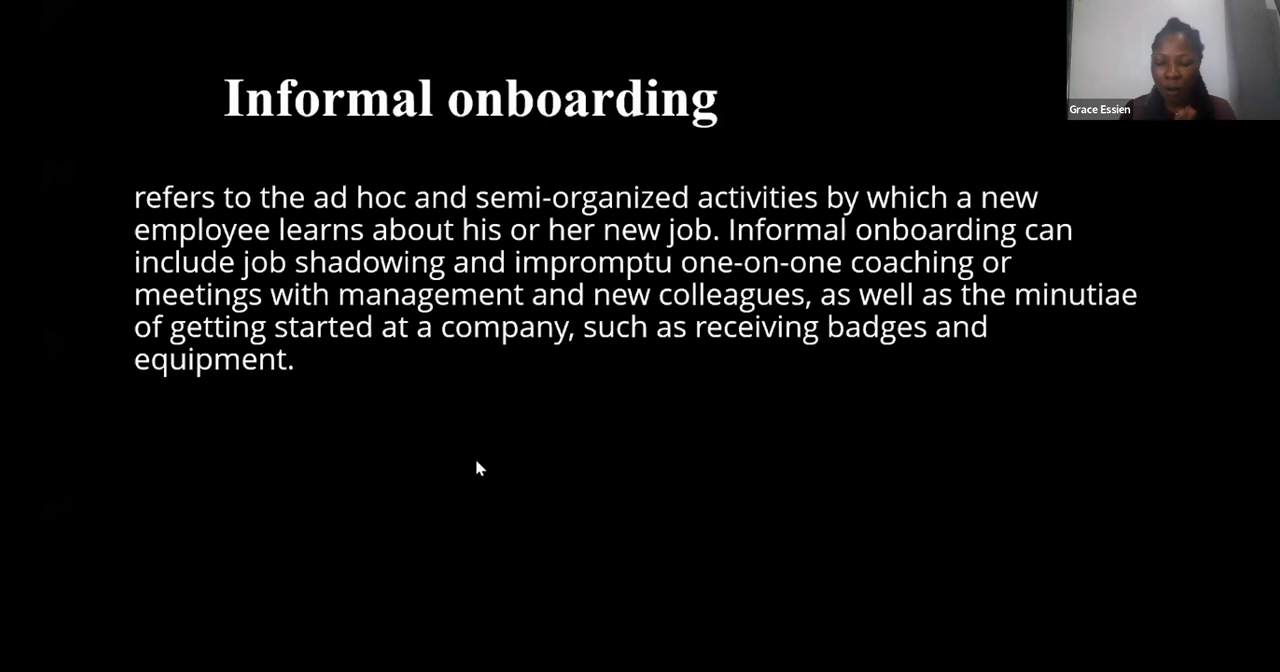 Informal onboarding
Grace Essien
refers to the ad hoc and semi-organized activities by which a new
employee learns about his or her new job. Informal onboarding can
include job shadowing and impromptu one-on-one coaching or
meetings with management and new colleagues, as well as the minutiae
of getting started at a company, such as receiving badges and
equipment.